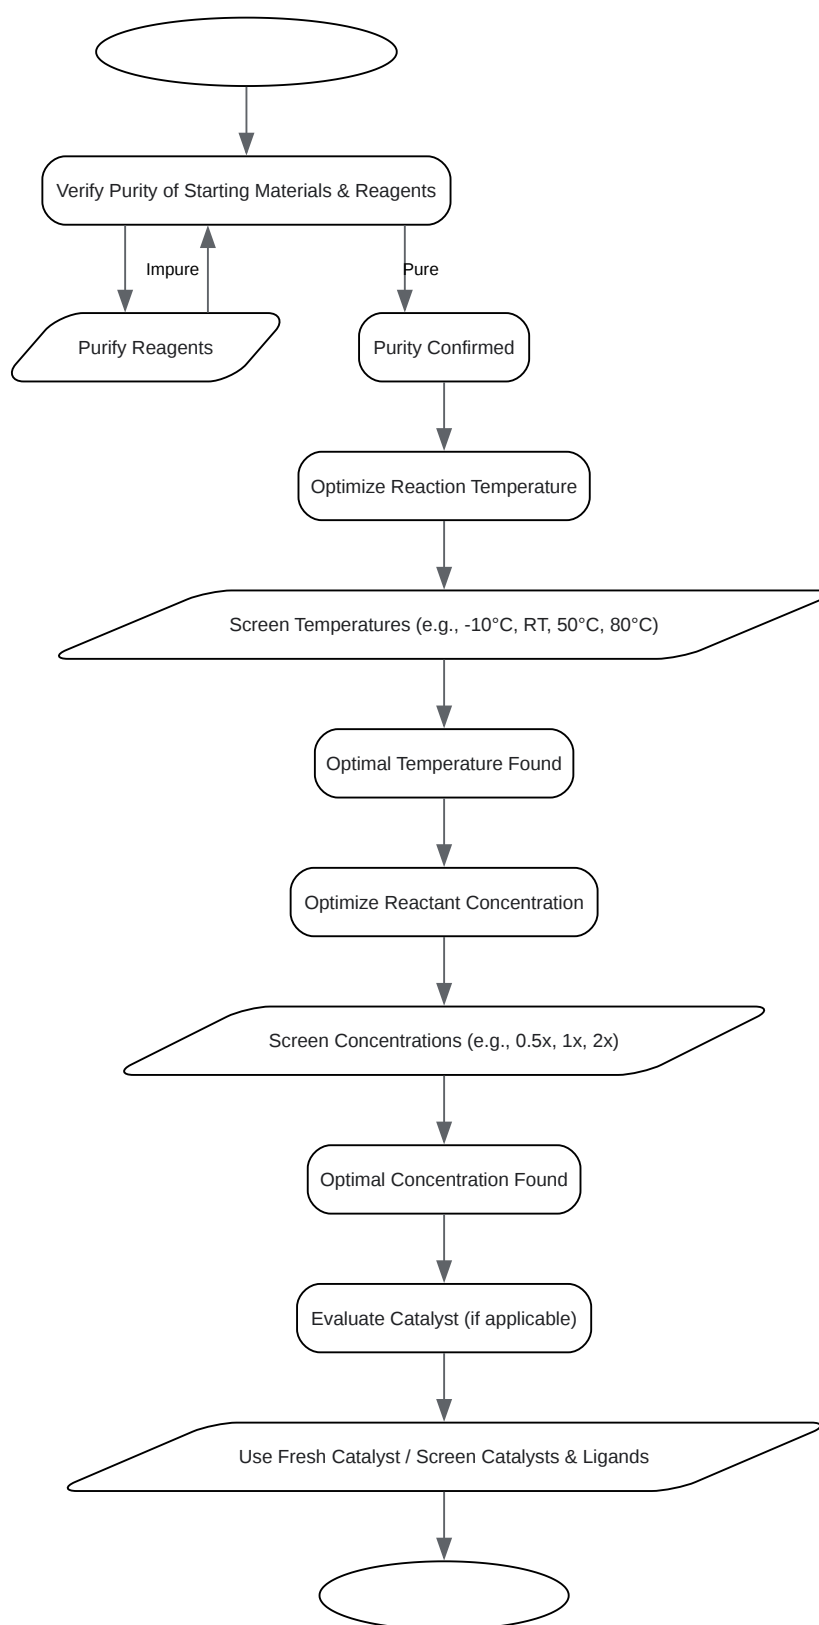 Verify Purity of Starting Materials & Reagents
Impure
Pure
Purify Reagents
Purity Confirmed
Optimize Reaction Temperature
Screen Temperatures (e.g., -10°C, RT, 50°C, 80°C)
Optimal Temperature Found
Optimize Reactant Concentration
Screen Concentrations (e.g., 0.5x, 1x, 2x)
Optimal Concentration Found
Evaluate Catalyst (if applicable)
Use Fresh Catalyst / Screen Catalysts & Ligands